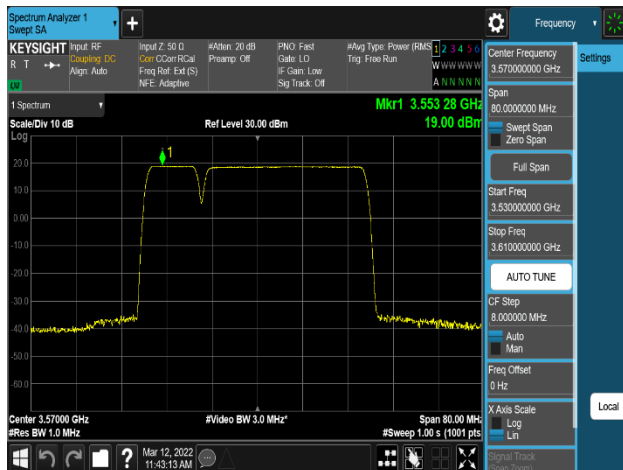 Spectrum Analyzer 1
Swept SA
Frequency
KEYSIGHT
R T
Input: RF
Coupling: DC
Align: Auto
Input Z: 50 Ω
Corr CCorr RCal
Freq Ref: Ext (S)
NFE: Adaptive
#Atten: 20 dB
Preamp: Off
PNO: Fast
Gate: LO
IF Gain: Low
Sig Track: Off
#Avg Type: Power (RMS
Trig: Free Run
1 2 3 4 5 6
W W W W W W
A N N N N N
1 Spectrum
Scale/Div 10 dB
Ref Level 30.00 dBm
Mkr1 3.553 28 GHz
19.00 dBm
Log
1
20.0
10.0
0.00
-10.0
-20.0
-30.0
-40.0
-50.0
-60.0
Center 3.57000 GHz
#Res BW 1.0 MHz
#Video BW 3.0 MHz*
Span 80.00 MHz
#Sweep 1.00 s (1001 pts)
Mar 12, 2022
11:43:13 AM
?
Center Frequency
3.570000000 GHz
Settings
Span
80.0000000 MHz
Swept Span
Zero Span
Full Span
Start Freq
3.530000000 GHz
Stop Freq
3.610000000 GHz
AUTO TUNE
CF Step
8.000000 MHz
Auto
Man
Freq Offset
0 Hz
X Axis Scale
Log
Lin
Local
Signal Track
(Span Zoom)